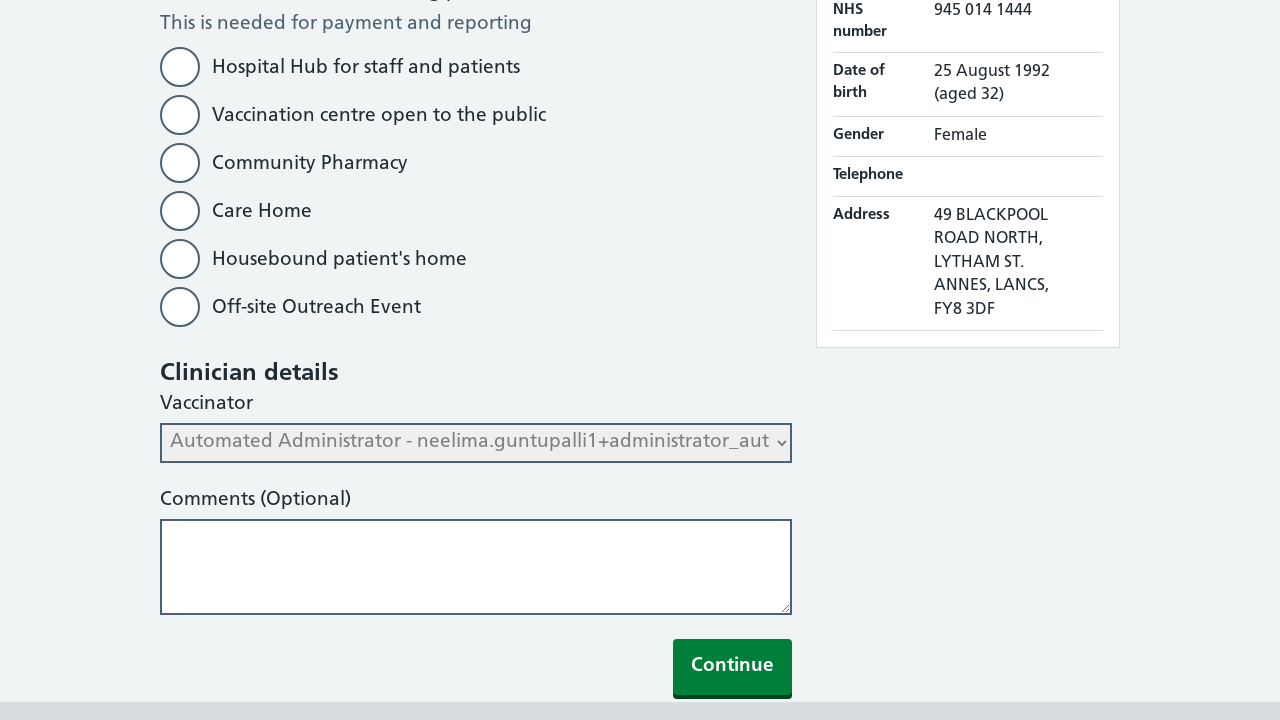 This is needed for payment and reporting
Hospital Hub for staff and patients
Vaccination centre open to the public
Community Pharmacy
Care Home
Housebound patient's home
Off-site Outreach Event
Clinician details
Vaccinator
Automated Administrator - neelima.guntupalli1+administrator_aut
Comments (Optional)
Continue
NHS number 945 014 1444
Date of birth 25 August 1992 (aged 32)
Gender Female
Telephone
Address 49 BLACKPOOL
ROAD NORTH,
LYTHAM ST.
ANNES, LANCS,
FY8 3DF